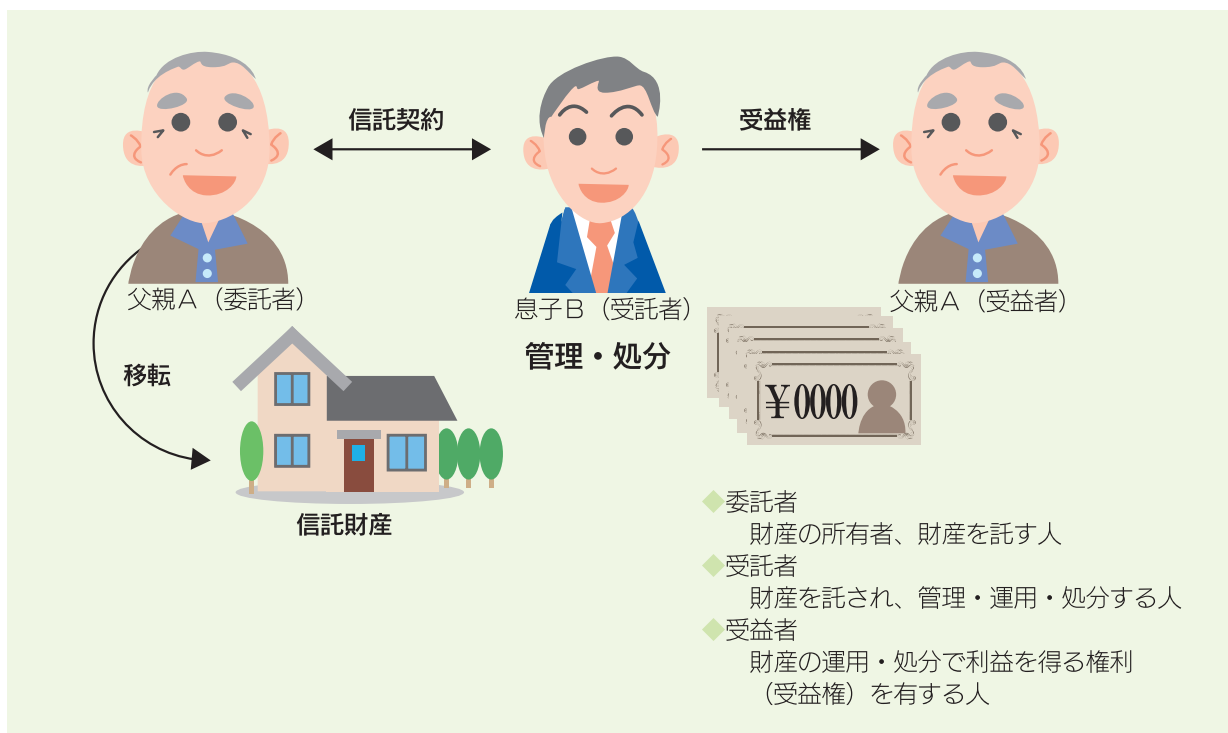 信託契約
受益権
父親A（委託者）
息子B（受託者）
父親A（受益者）
管理・処分
移転
¥0000
信託財産
◆委託者
財産の所有者、財産を託す人
◆受託者
財産を託され、管理・運用・処分する人
◆受益者
財産の運用・処分で利益を得る権利
（受益権）を有する人